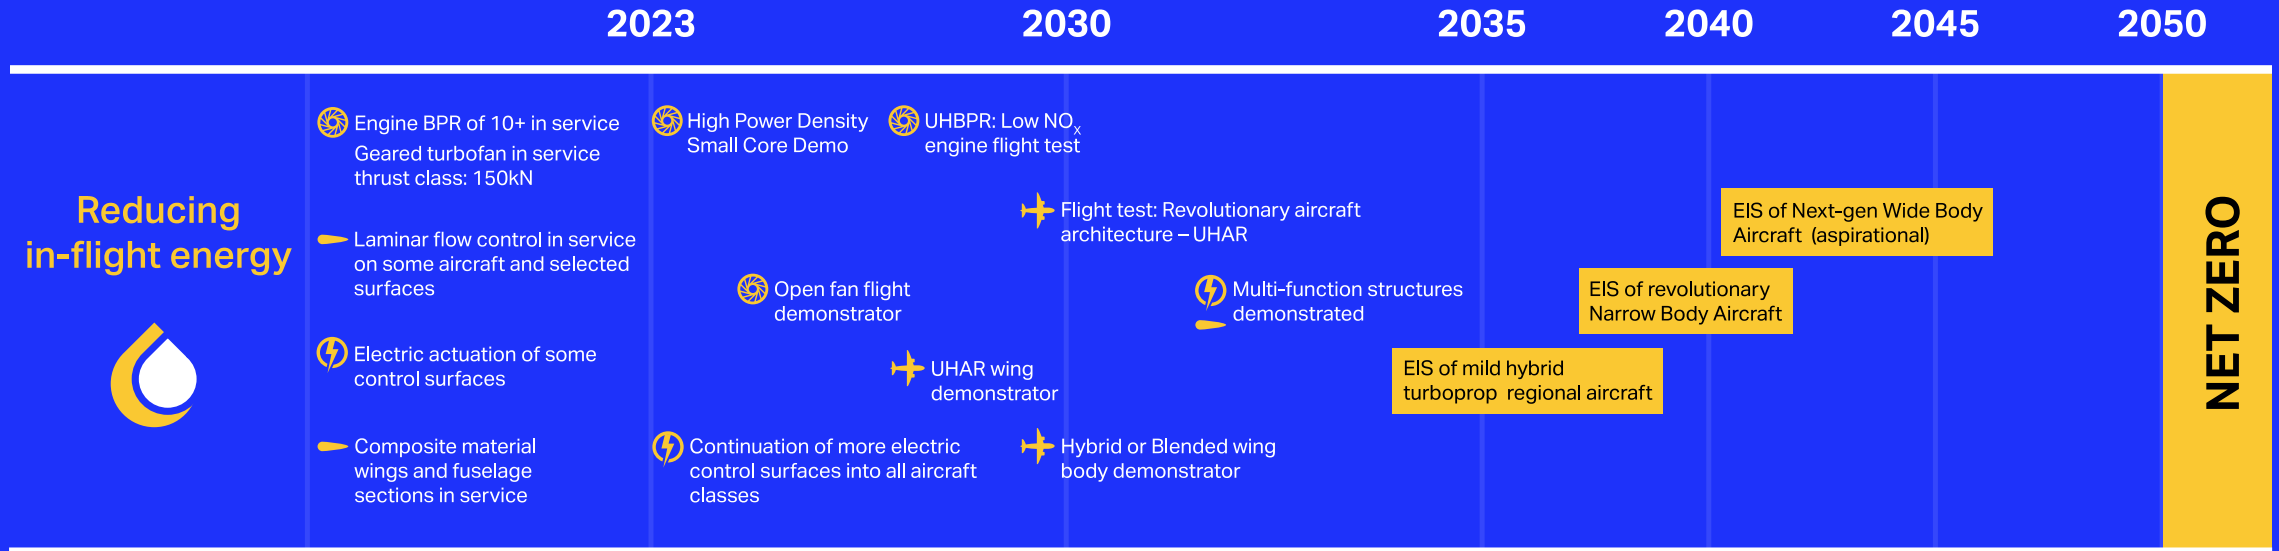 2023
2030
2035
2040
2045
2050
Reducing
in-flight energy
Engine BPR of 10+ in service
Geared turbofan in service
thrust class: 150kN
Laminar flow control in service
on some aircraft and selected
surfaces
Electric actuation of some
control surfaces
Composite material
wings and fuselage
sections in service
High Power Density
Small Core Demo
UHBPR: Low NOx
engine flight test
Flight test: Revolutionary aircraft
architecture – UHAR
Open fan flight
demonstrator
Multi-function structures
demonstrated
UHAR wing
demonstrator
Continuation of more electric
control surfaces into all aircraft
classes
Hybrid or Blended wing
body demonstrator
EIS of Next-gen Wide Body
Aircraft (aspirational)
EIS of revolutionary
Narrow Body Aircraft
EIS of mild hybrid
turboprop regional aircraft
NET ZERO